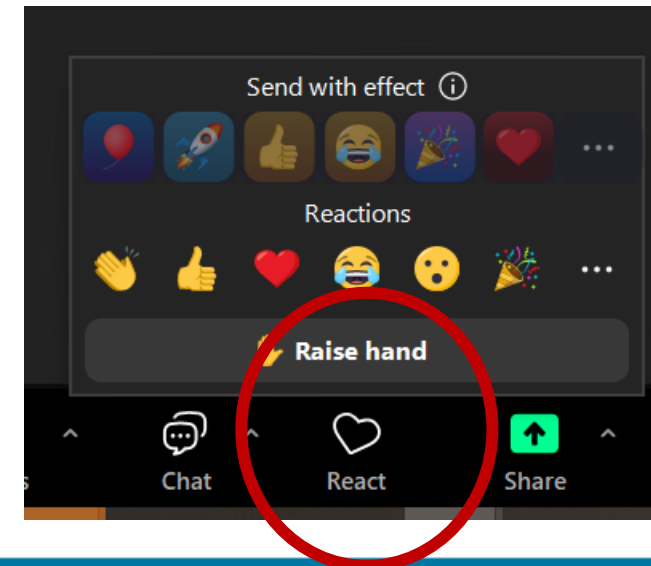 Send with effect
Reactions
Raise hand
Chat React Share